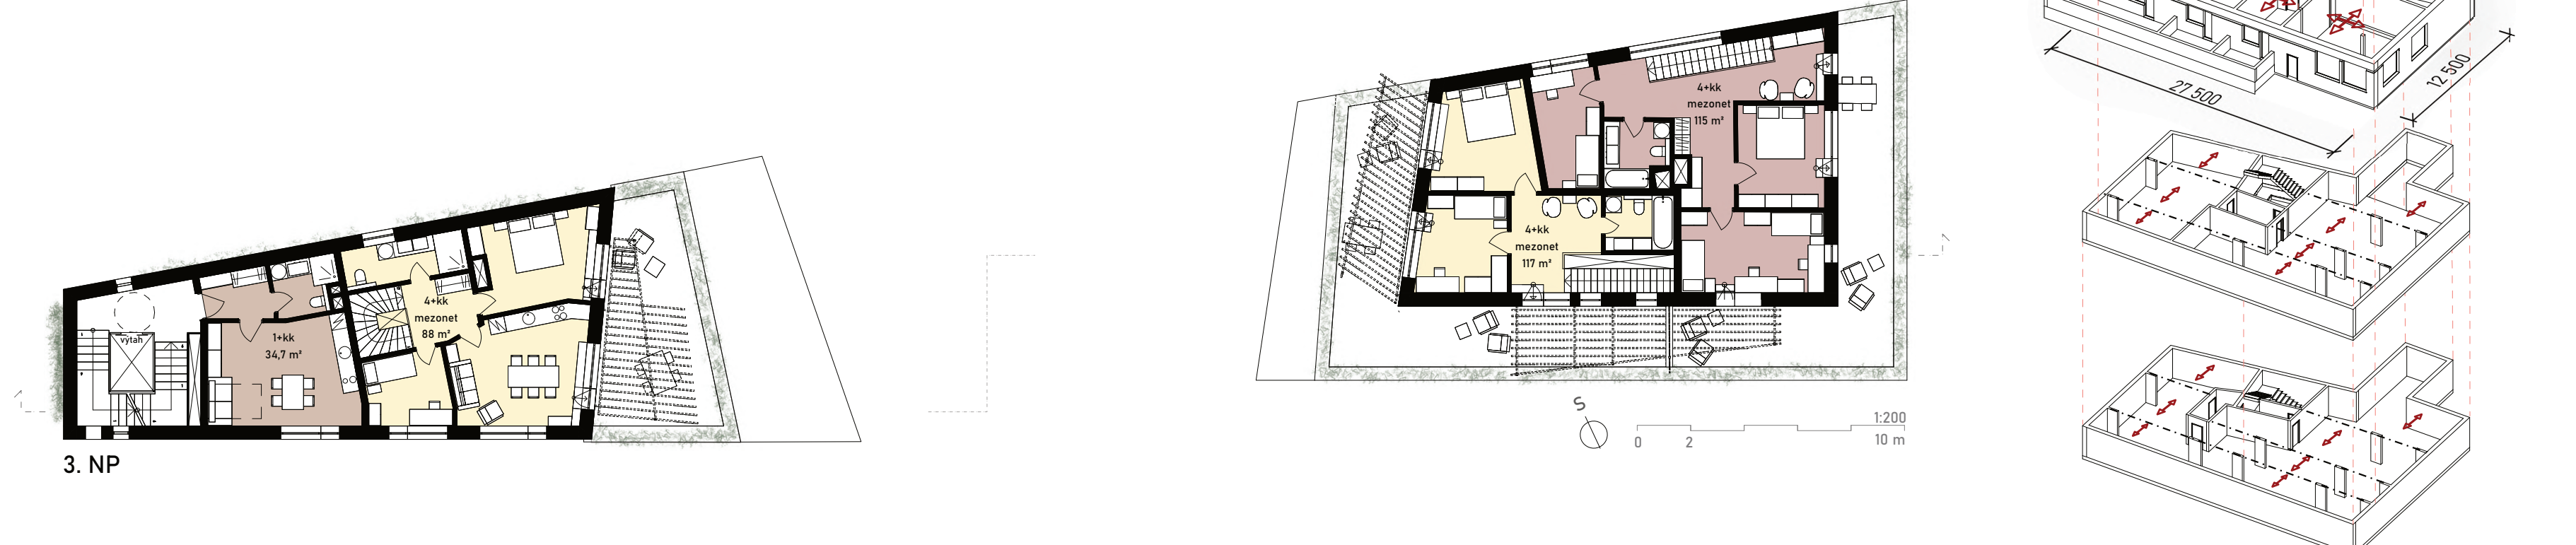 výtah
1+kk
34,7 m²
4+kk
mezonet
88 m²
3. NP
4+kk
mezonet
115 m²
4+kk
mezonet
117 m²
S
1:200
0 2 10 m
27 500
12 500